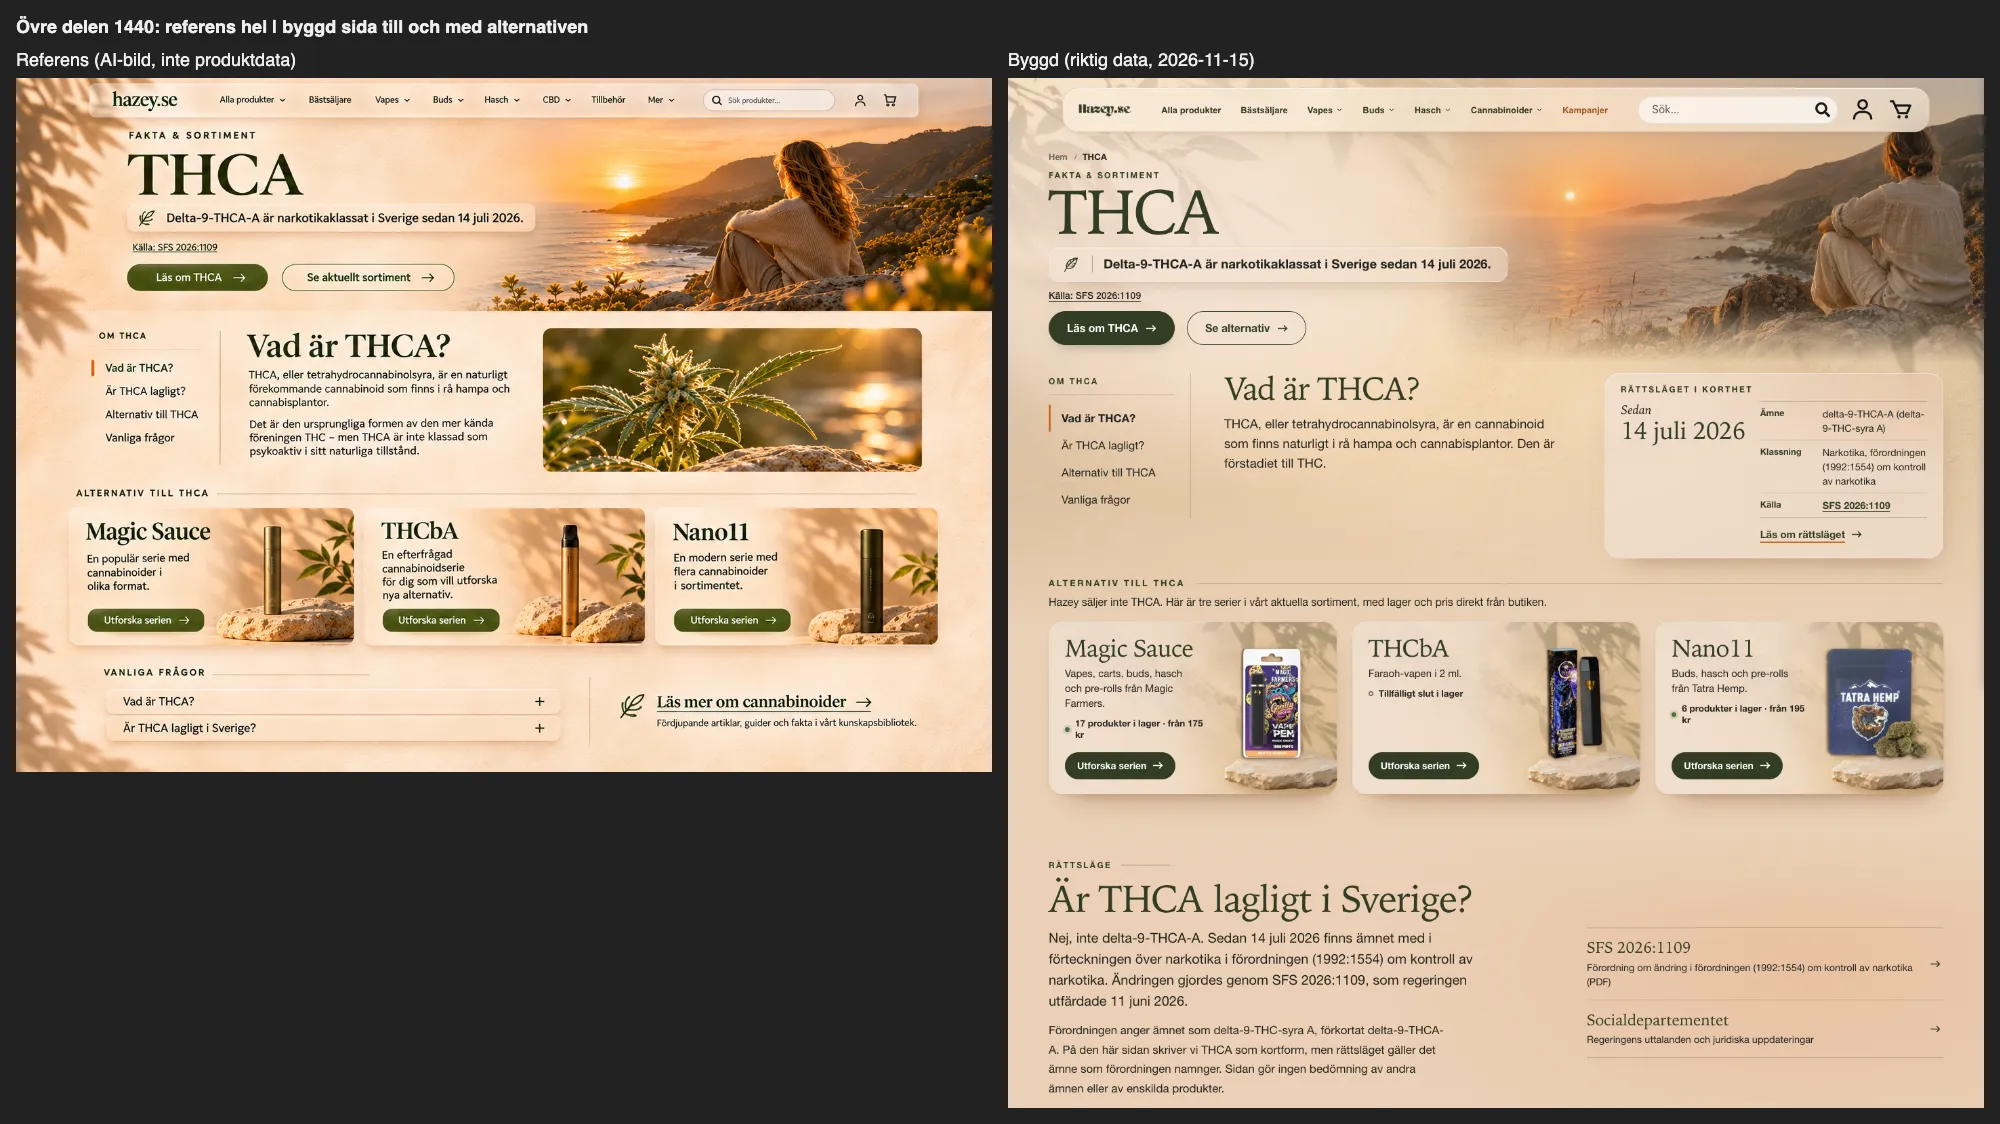 Övre delen 1440: referens hel | byggd sida till och med alternativen
Referens (AI-bild, inte produktdata)
hazey.se
Alla produkter
Bästsäljare
Vapes
Buds
Hasch
CBD
Tillbehör
Mer
Sök produkter...
FAKTA & SORTIMENT
THCA
Delta-9-THCA-A är narkotikaklassat i Sverige sedan 14 juli 2026.
Källa: SFS 2026:1109
Läs om THCA →
Se aktuellt sortiment →
OM THCA
Vad är THCA?
Är THCA lagligt?
Alternativ till THCA
Vanliga frågor
Vad är THCA?
THCA, eller tetrahydrocannabinolsyra, är en naturligt
förekommande cannabinoid som finns i rå hampa och
cannabisplantor.
Det är den ursprungliga formen av den mer kända
föreningen THC – men THCA är inte klassad som
psykoaktiv i sitt naturliga tillstånd.
ALTERNATIV TILL THCA
Magic Sauce
En populär serie med
cannabinoider i
olika format.
Utforska serien →
THCbA
En efterfrågad
cannabinoidserie
för dig som vill utforska
nya alternativ.
Utforska serien →
Nano11
En modern serie med
flera cannabinoider
i sortimentet.
Utforska serien →
VANLIGA FRÅGOR
Vad är THCA? +
Är THCA lagligt i Sverige? +
Läs mer om cannabinoider →
Fördjupande artiklar, guider och fakta i vårt kunskapsbibliotek.
Byggd (riktig data, 2026-11-15)
Hazey.se
Alla produkter
Bästsäljare
Vapes
Buds
Hasch
Cannabinoider
Kampanjer
Sök...
Hem / THCA
FAKTA & SORTIMENT
THCA
Delta-9-THCA-A är narkotikaklassat i Sverige sedan 14 juli 2026.
Källa: SFS 2026:1109
Läs om THCA →
Se alternativ →
OM THCA
Vad är THCA?
Är THCA lagligt?
Alternativ till THCA
Vanliga frågor
Vad är THCA?
THCA, eller tetrahydrocannabinolsyra, är en cannabinoid
som finns naturligt i rå hampa och cannabisplantor. Den är
förstadiet till THC.
RÄTTSLÄGET I KORTHET
Sedan
14 juli 2026
Ämne
delta-9-THCA-A (delta-
9-THC-syra A)
Klassning
Narkotika, förordningen
(1992:1554) om kontroll
av narkotika
Källa
SFS 2026:1109
Läs om rättsläget →
ALTERNATIV TILL THCA
Hazey säljer inte THCA. Här är tre serier i vårt aktuella sortiment, med lager och pris direkt från butiken.
Magic Sauce
Vapes, carts, buds, hasch
och pre-rolls från Magic
Farmers.
17 produkter i lager · från 175
kr
Utforska serien →
MAGIC
FARMERS
VAPE
PEN
THCbA
Faraoh-vapen i 2 ml.
Tillfälligt slut i lager
Utforska serien →
Nano11
Buds, hasch och pre-rolls
från Tatra Hemp.
6 produkter i lager · från 195
kr
Utforska serien →
TATRA HEMP
RÄTTSLÄGE
Är THCA lagligt i Sverige?
Nej, inte delta-9-THCA-A. Sedan 14 juli 2026 finns ämnet med i
förteckningen över narkotika i förordningen (1992:1554) om kontroll av
narkotika. Ändringen gjordes genom SFS 2026:1109, som regeringen
utfärdade 11 juni 2026.
Förordningen anger ämnet som delta-9-THC-syra A, förkortat delta-9-THCA-
A. På den här sidan skriver vi THCA som kortform, men rättsläget gäller det
ämne som förordningen namnger. Sidan gör ingen bedömning av andra
ämnen eller av enskilda produkter.
SFS 2026:1109
Förordning om ändring i förordningen (1992:1554) om kontroll av narkotika
(PDF)
→
Socialdepartementet
Regeringens uttalanden och juridiska uppdateringar
→